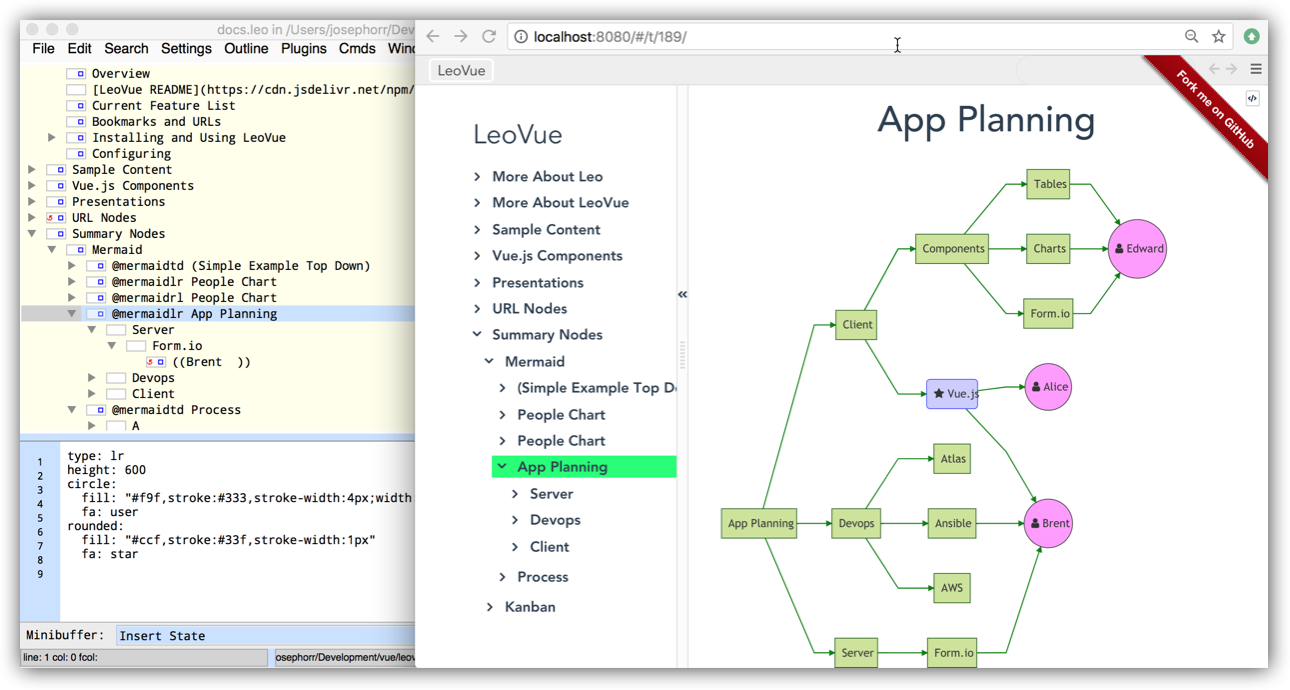 docs.leo in /Users/josephorr/Dev
File Edit Search Settings Outline Plugins Cmds Wind
Overview
[LeoVue README](https://cdn.jsdelivr.net/npm/
Current Feature List
Bookmarks and URLs
Installing and Using LeoVue
Configuring
Sample Content
Vue.js Components
Presentations
URL Nodes
Summary Nodes
Mermaid
@mermaidtd (Simple Example Top Down)
@mermaidlr People Chart
@mermaidrl People Chart
@mermaidlr App Planning
Server
Form.io
((Brent  ))
Devops
Client
@mermaidtd Process
A
1
2
3
4
5
6
7
8
9
type: lr
height: 600
circle:
fill: "#f9f,stroke:#333,stroke-width:4px;width
fa: user
rounded:
fill: "#ccf,stroke:#33f,stroke-width:1px"
fa: star
Minibuffer: Insert State
line: 1 col: 0 fcol:
osephorr/Development/vue/leov
localhost:8080/#/t/189/
LeoVue
Fork me on GitHub
LeoVue
More About Leo
More About LeoVue
Sample Content
Vue.js Components
Presentations
URL Nodes
Summary Nodes
Mermaid
(Simple Example Top D
People Chart
People Chart
App Planning
Server
Devops
Client
Process
Kanban
App Planning
Tables
Components
Charts
Edward
Form.io
Client
Vue.js
Alice
Atlas
App Planning
Devops
Ansible
Brent
AWS
Server
Form.io